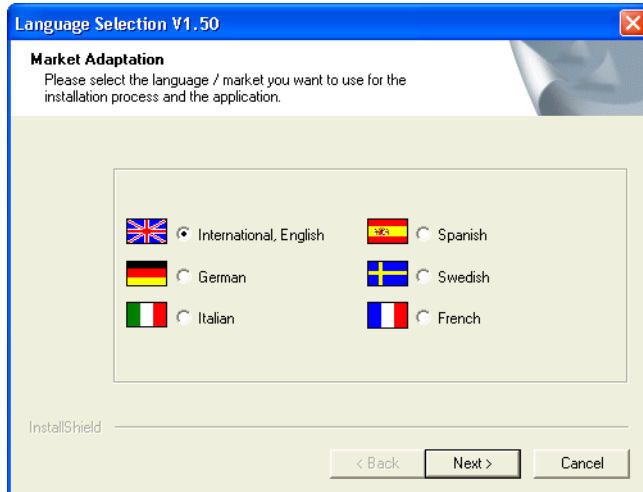 Language Selection V1.50
Market Adaptation
Please select the language / market you want to use for the
installation process and the application.
International, English
Spanish
German
Swedish
Italian
French
InstallShield
< Back
Next >
Cancel